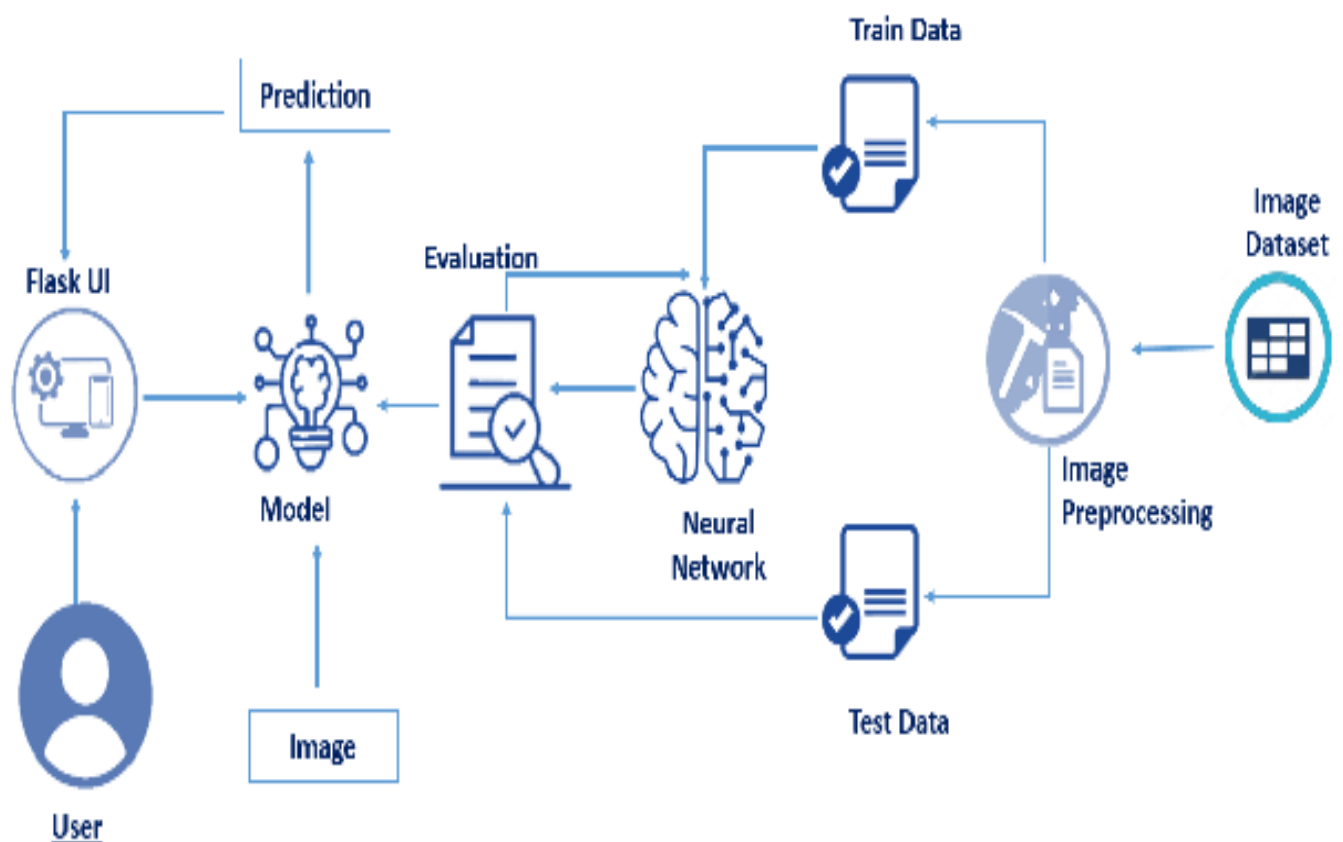 Train Data
Prediction
Image
Dataset
Evaluation
Flask UI
Image
Preprocessing
Model
Neural
Network
Test Data
Image
User